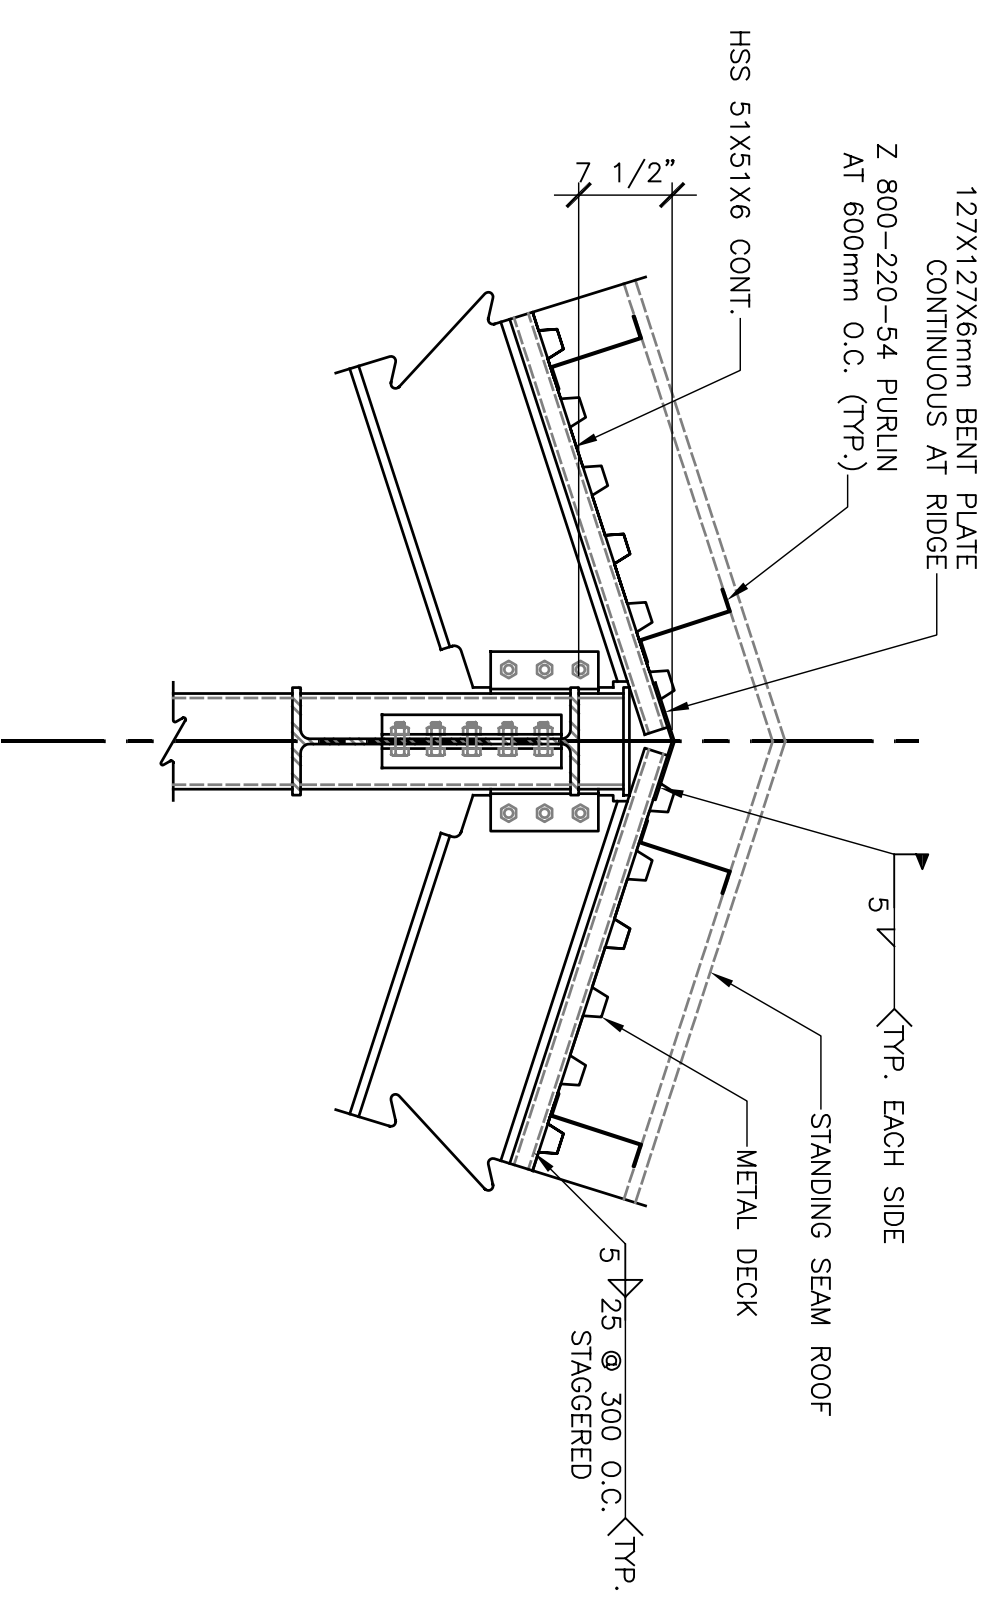 127X127X6mm BENT PLATE
CONTINUOUS AT RIDGE
Z 800-220-54 PURLIN
AT 600mm O.C. (TYP.)
HSS 51X51X6 CONT.
7 1/2"
5
TYP. EACH SIDE
STANDING SEAM ROOF
METAL DECK
5 25 @ 300 O.C.
STAGGERED
TYP.